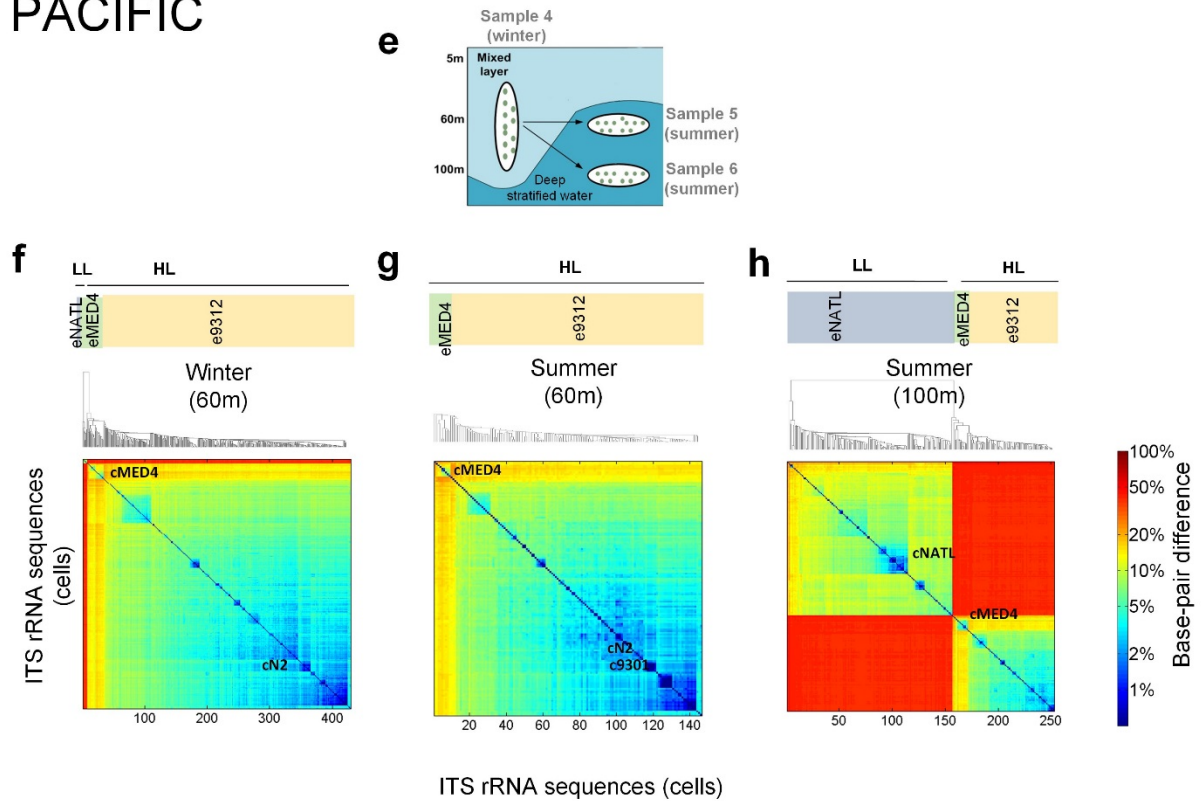 PACIFIC
e
Sample 4
(winter)
5m
Mixed
layer
60m
Sample 5
(summer)
100m
Sample 6
(summer)
Deep
stratified water
f
LL
HL
eNATL
eMED4
e9312
Winter
(60m)
cMED4
cN2
ITS rRNA sequences
(cells)
100
200
300
400
g
HL
eMED4
e9312
Summer
(60m)
cMED4
cN2
c9301
20
40
60
80
100
120
140
h
LL
HL
eNATL
eMED4
e9312
Summer
(100m)
cNATL
cMED4
50
100
150
200
250
100%
50%
20%
10%
5%
2%
1%
Base-pair difference
ITS rRNA sequences (cells)